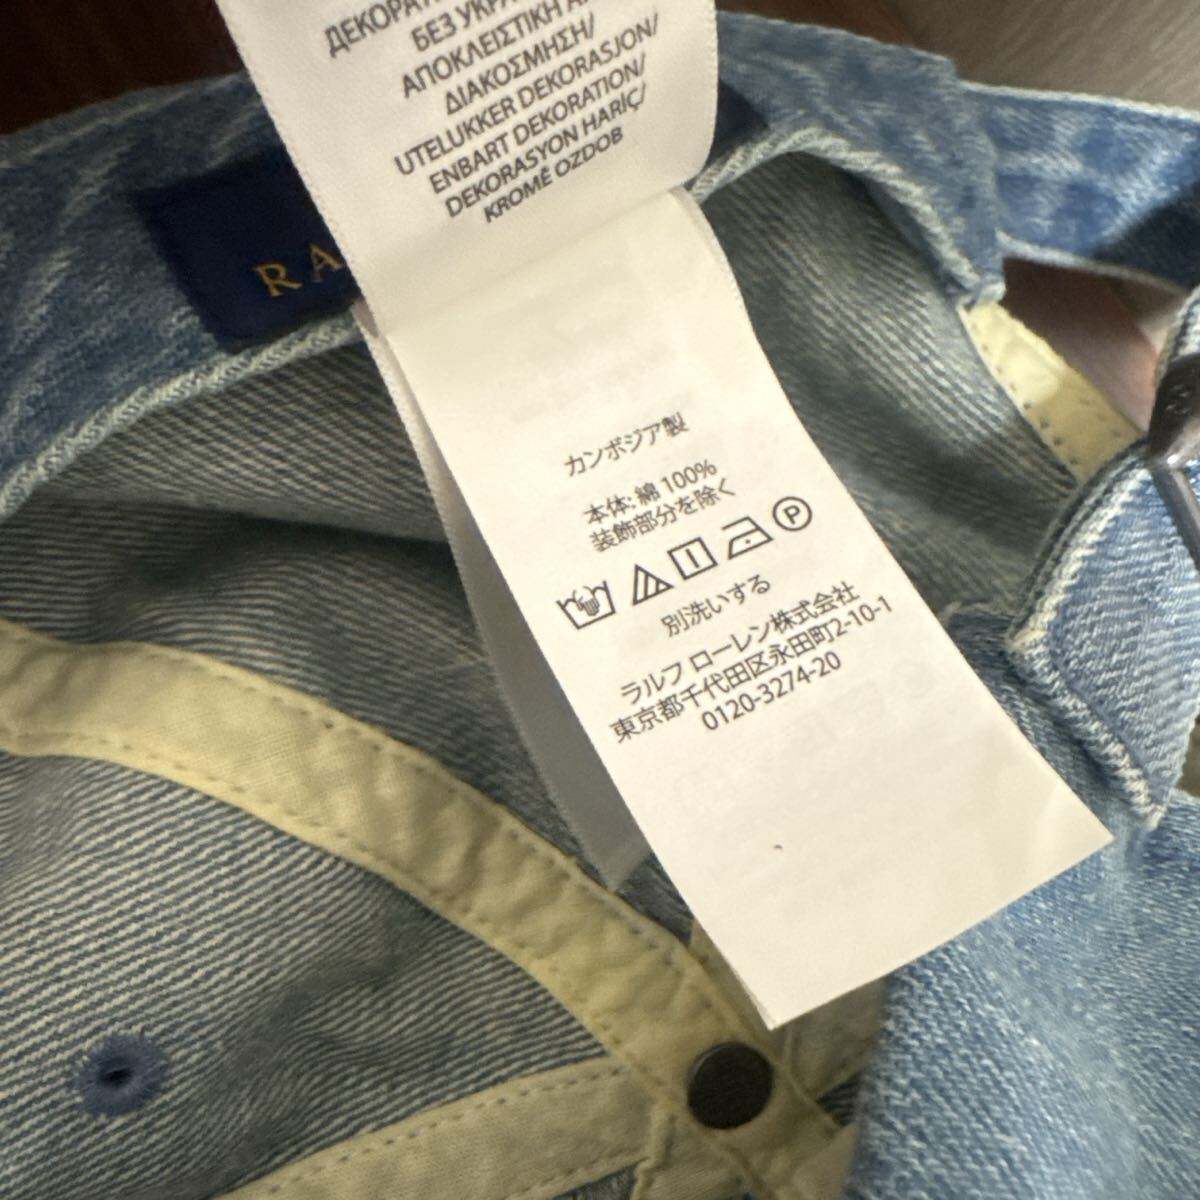 ΑΠΟΚΛΕΙΣΤΙΚΗ
ΔΙΑΚΟΣΜΗΣΗ/
UTELUKKER DEKORASJON/
ENBART DEKORATION/
DEKORASYON HARİÇ/
KROMĚ OZDOB
RA
カンボジア製
本体: 綿 100%
装飾部分を除く
P
別洗いする
ラルフ ローレン株式会社
東京都千代田区永田町2-10-1
0120-3274-20